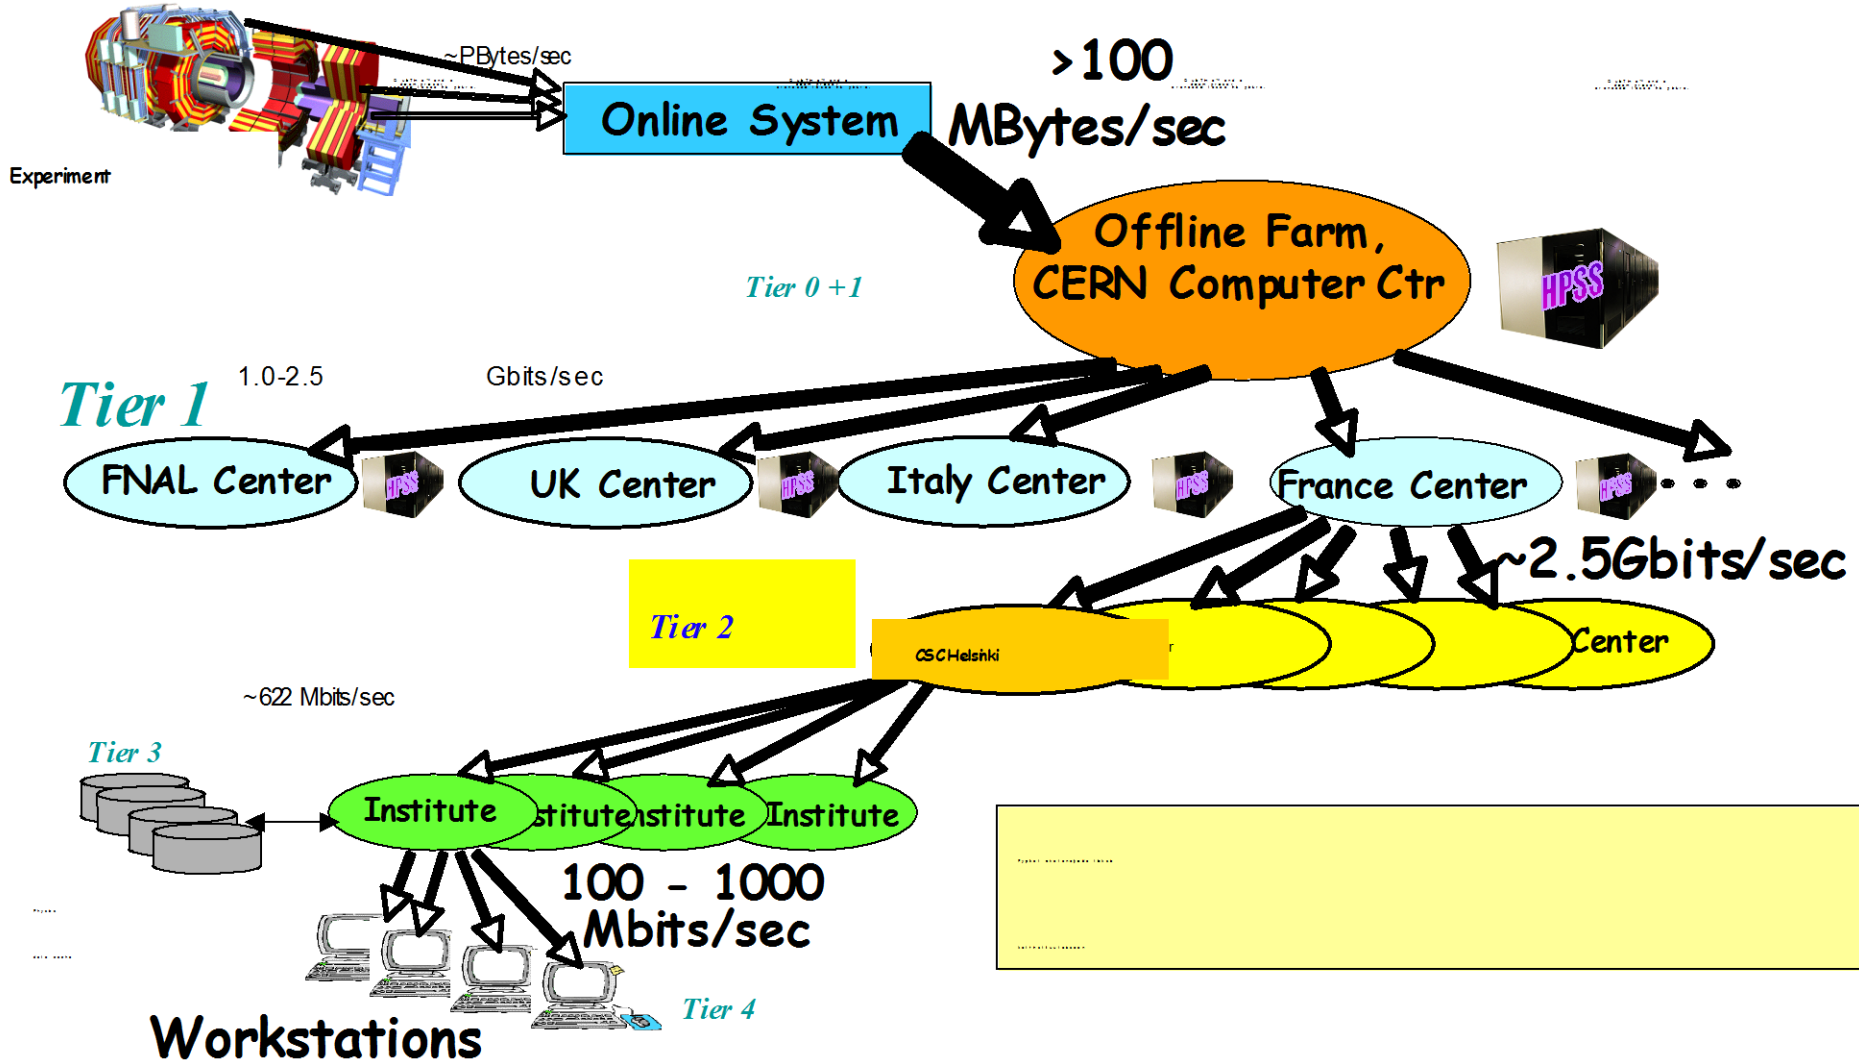 ~PBytes/sec
>100
MBytes/sec
Online System
Experiment
Offline Farm,
CERN Computer Ctr
HPSS
Tier 0 +1
1.0-2.5 Gbits/sec
Tier 1
FNAL Center
HPSS
UK Center
HPSS
Italy Center
HPSS
France Center
HPSS
~2.5Gbits/sec
Tier 2
CSC Helsinki
r
Center
~622 Mbits/sec
Tier 3
Institute
stitute
nstitute
Institute
100 - 1000
Mbits/sec
Tier 4
Workstations